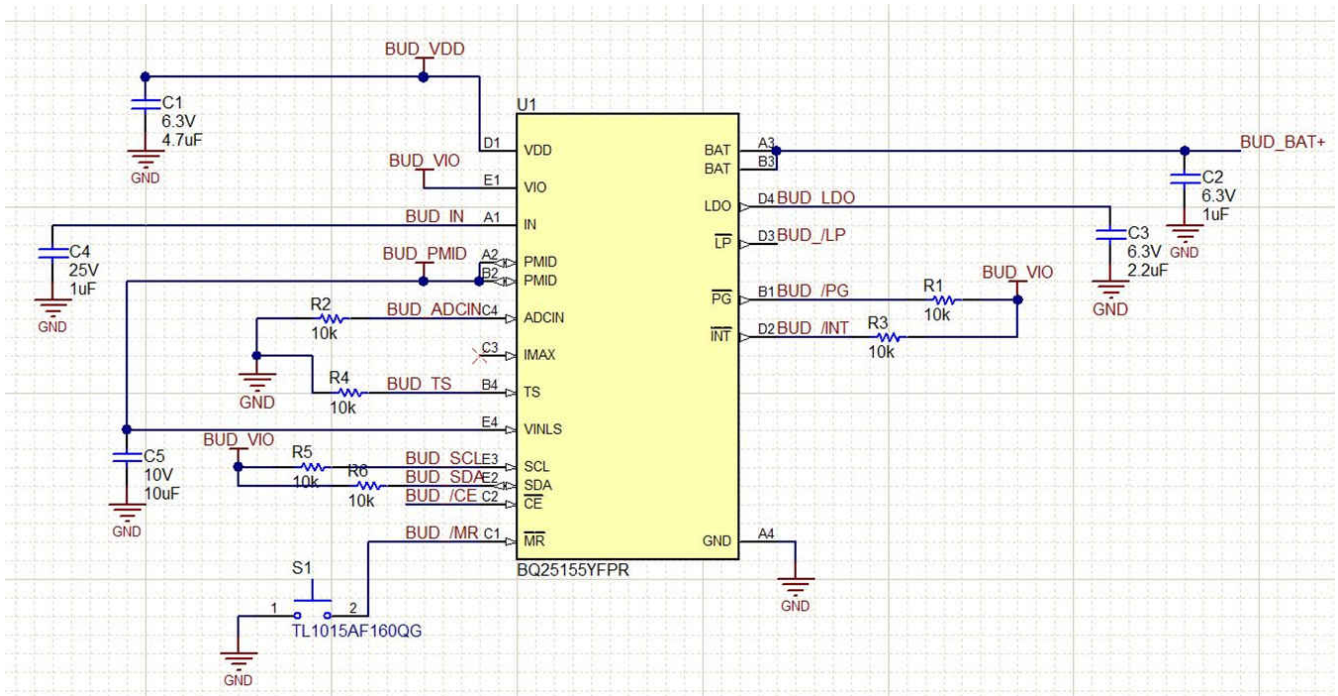 BUD_VDD
C1
6.3V
4.7uF
GND
U1
D1 VDD
BUD_VIO
E1 VIO
BUD_IN A1 IN
C4
25V
1uF
GND
BUD_PMID
A2 PMID
B2 PMID
R2
10k
BUD_ADCIN C4 ADCIN
C3 IMAX
GND
R4
10k
BUD_TS B4 TS
E4 VINLS
C5
10V
10uF
GND
BUD_VIO
R5
10k
BUD_SCL E3 SCL
R6
10k
BUD_SDA E2 SDA
BUD_/CE C2 CE
BUD_/MR C1 MR
S1
1 2
TL1015AF160QG
GND
BAT A3
BAT B3
BUD_BAT+
C2
6.3V
1uF
GND
LDO D4 BUD_LDO
C3
6.3V
2.2uF
GND
LP D3 BUD_/LP
BUD_VIO
PG B1 BUD_/PG
R1
10k
INT D2 BUD_/INT
R3
10k
GND A4
GND
BQ25155YFPR